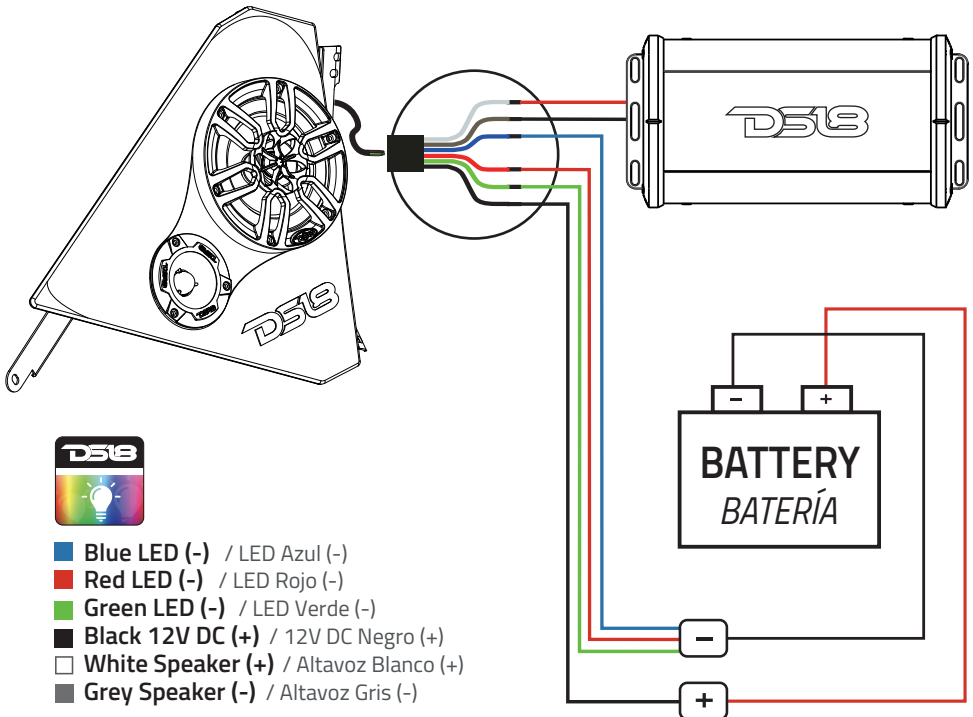 DS18
DS18
BATTERY
BATERÍA
- +
DS18
Blue LED (-) / LED Azul (-)
Red LED (-) / LED Rojo (-)
Green LED (-) / LED Verde (-)
Black 12V DC (+) / 12V DC Negro (+)
White Speaker (+) / Altavoz Blanco (+)
Grey Speaker (-) / Altavoz Gris (-)
-
+